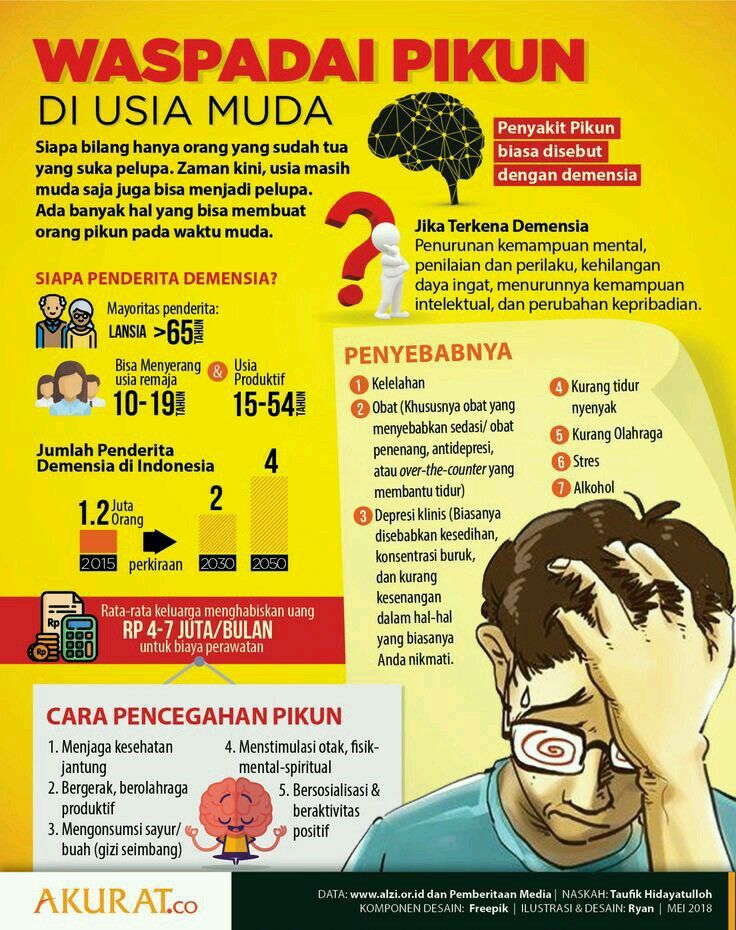 WASPADAI PIKUN
DI USIA MUDA
Siapa bilang hanya orang yang sudah tua
yang suka pelupa. Zaman kini, usia masih
muda saja juga bisa menjadi pelupa.
Ada banyak hal yang bisa membuat
orang pikun pada waktu muda.
Penyakit Pikun
biasa disebut
dengan demensia
Jika Terkena Demensia
Penurunan kemampuan mental,
penilaian dan perilaku, kehilangan
daya ingat, menurunnya kemampuan
intelektual, dan perubahan kepribadian.
SIAPA PENDERITA DEMENSIA?
Mayoritas penderita:
LANSIA >65 TAHUN
Bisa Menyerang
usia remaja
10-19 TAHUN
&
Usia
Produktif
15-54 TAHUN
Jumlah Penderita
Demensia di Indonesia
1.2 Juta
Orang
2
4
2015
perkiraan
2030
2050
Rp
Rp
Rata-rata keluarga menghabiskan uang
RP 4-7 JUTA/BULAN
untuk biaya perawatan
PENYEBABNYA
1 Kelelahan
2 Obat (Khususnya obat yang
menyebabkan sedasi/ obat
penenang, antidepresi,
atau over-the-counter yang
membantu tidur)
3 Depresi klinis (Biasanya
disebabkan kesedihan,
konsentrasi buruk,
dan kurang
kesenangan
dalam hal-hal
yang biasanya
Anda nikmati.
4 Kurang tidur
nyenyak
5 Kurang Olahraga
6 Stres
7 Alkohol
CARA PENCEGAHAN PIKUN
1. Menjaga kesehatan
jantung
2. Bergerak, berolahraga
produktif
3. Mengonsumsi sayur/
buah (gizi seimbang)
4. Menstimulasi otak, fisik-
mental-spiritual
5. Bersosialisasi &
beraktivitas
positif
AKURAT.CO
DATA: www.alzi.or.id dan Pemberitaan Media | NASKAH: Taufik Hidayatulloh
KOMPONEN DESAIN: Freepik | ILUSTRASI & DESAIN: Ryan | MEI 2018